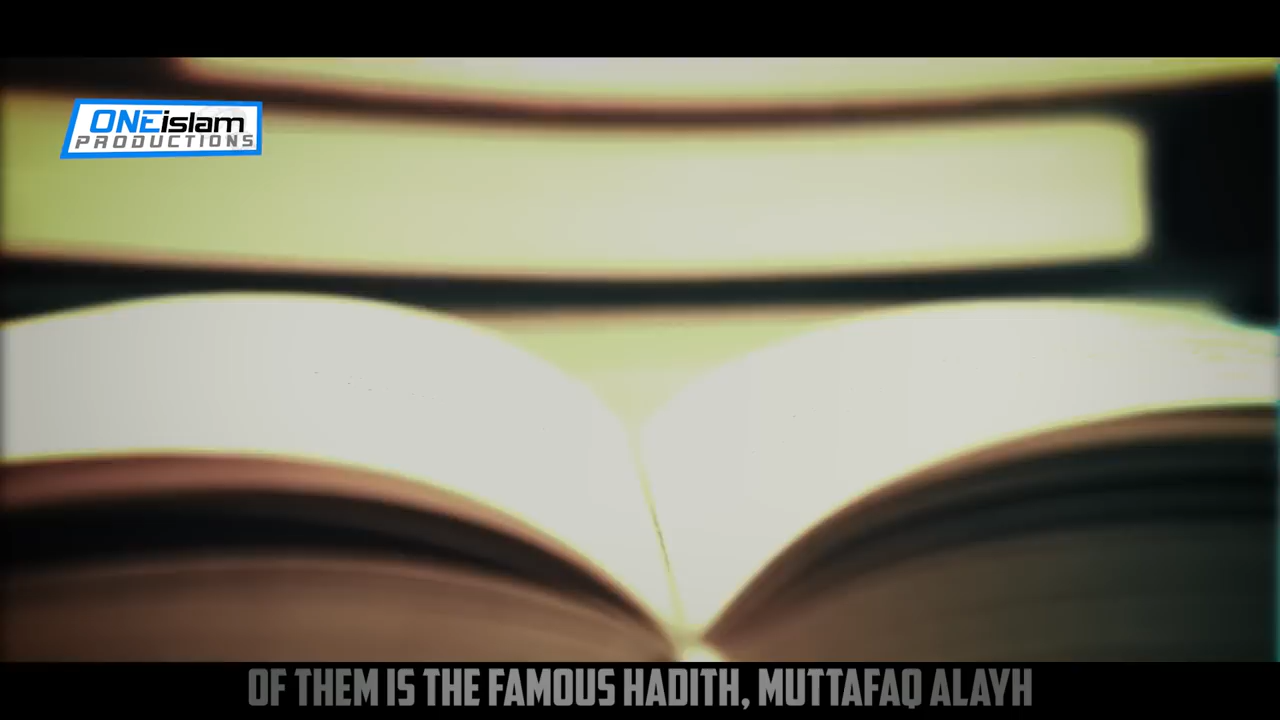 ONEislam
PRODUCTIONS
OF THEM IS THE FAMOUS HADITH, MUTTAFAQ ALAYH